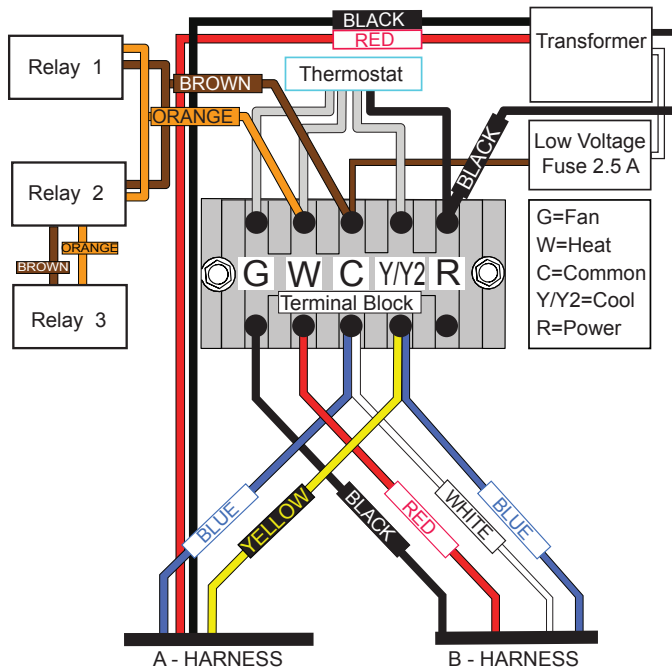 BLACK
RED
Transformer
Relay 1
Thermostat
BROWN
ORANGE
BLACK
Low Voltage
Fuse 2.5 A
Relay 2
ORANGE
BROWN
Relay 3
G W C Y/Y2 R
Terminal Block
G=Fan
W=Heat
C=Common
Y/Y2=Cool
R=Power
BLUE
YELLOW
BLACK
RED
WHITE
BLUE
A - HARNESS
B - HARNESS